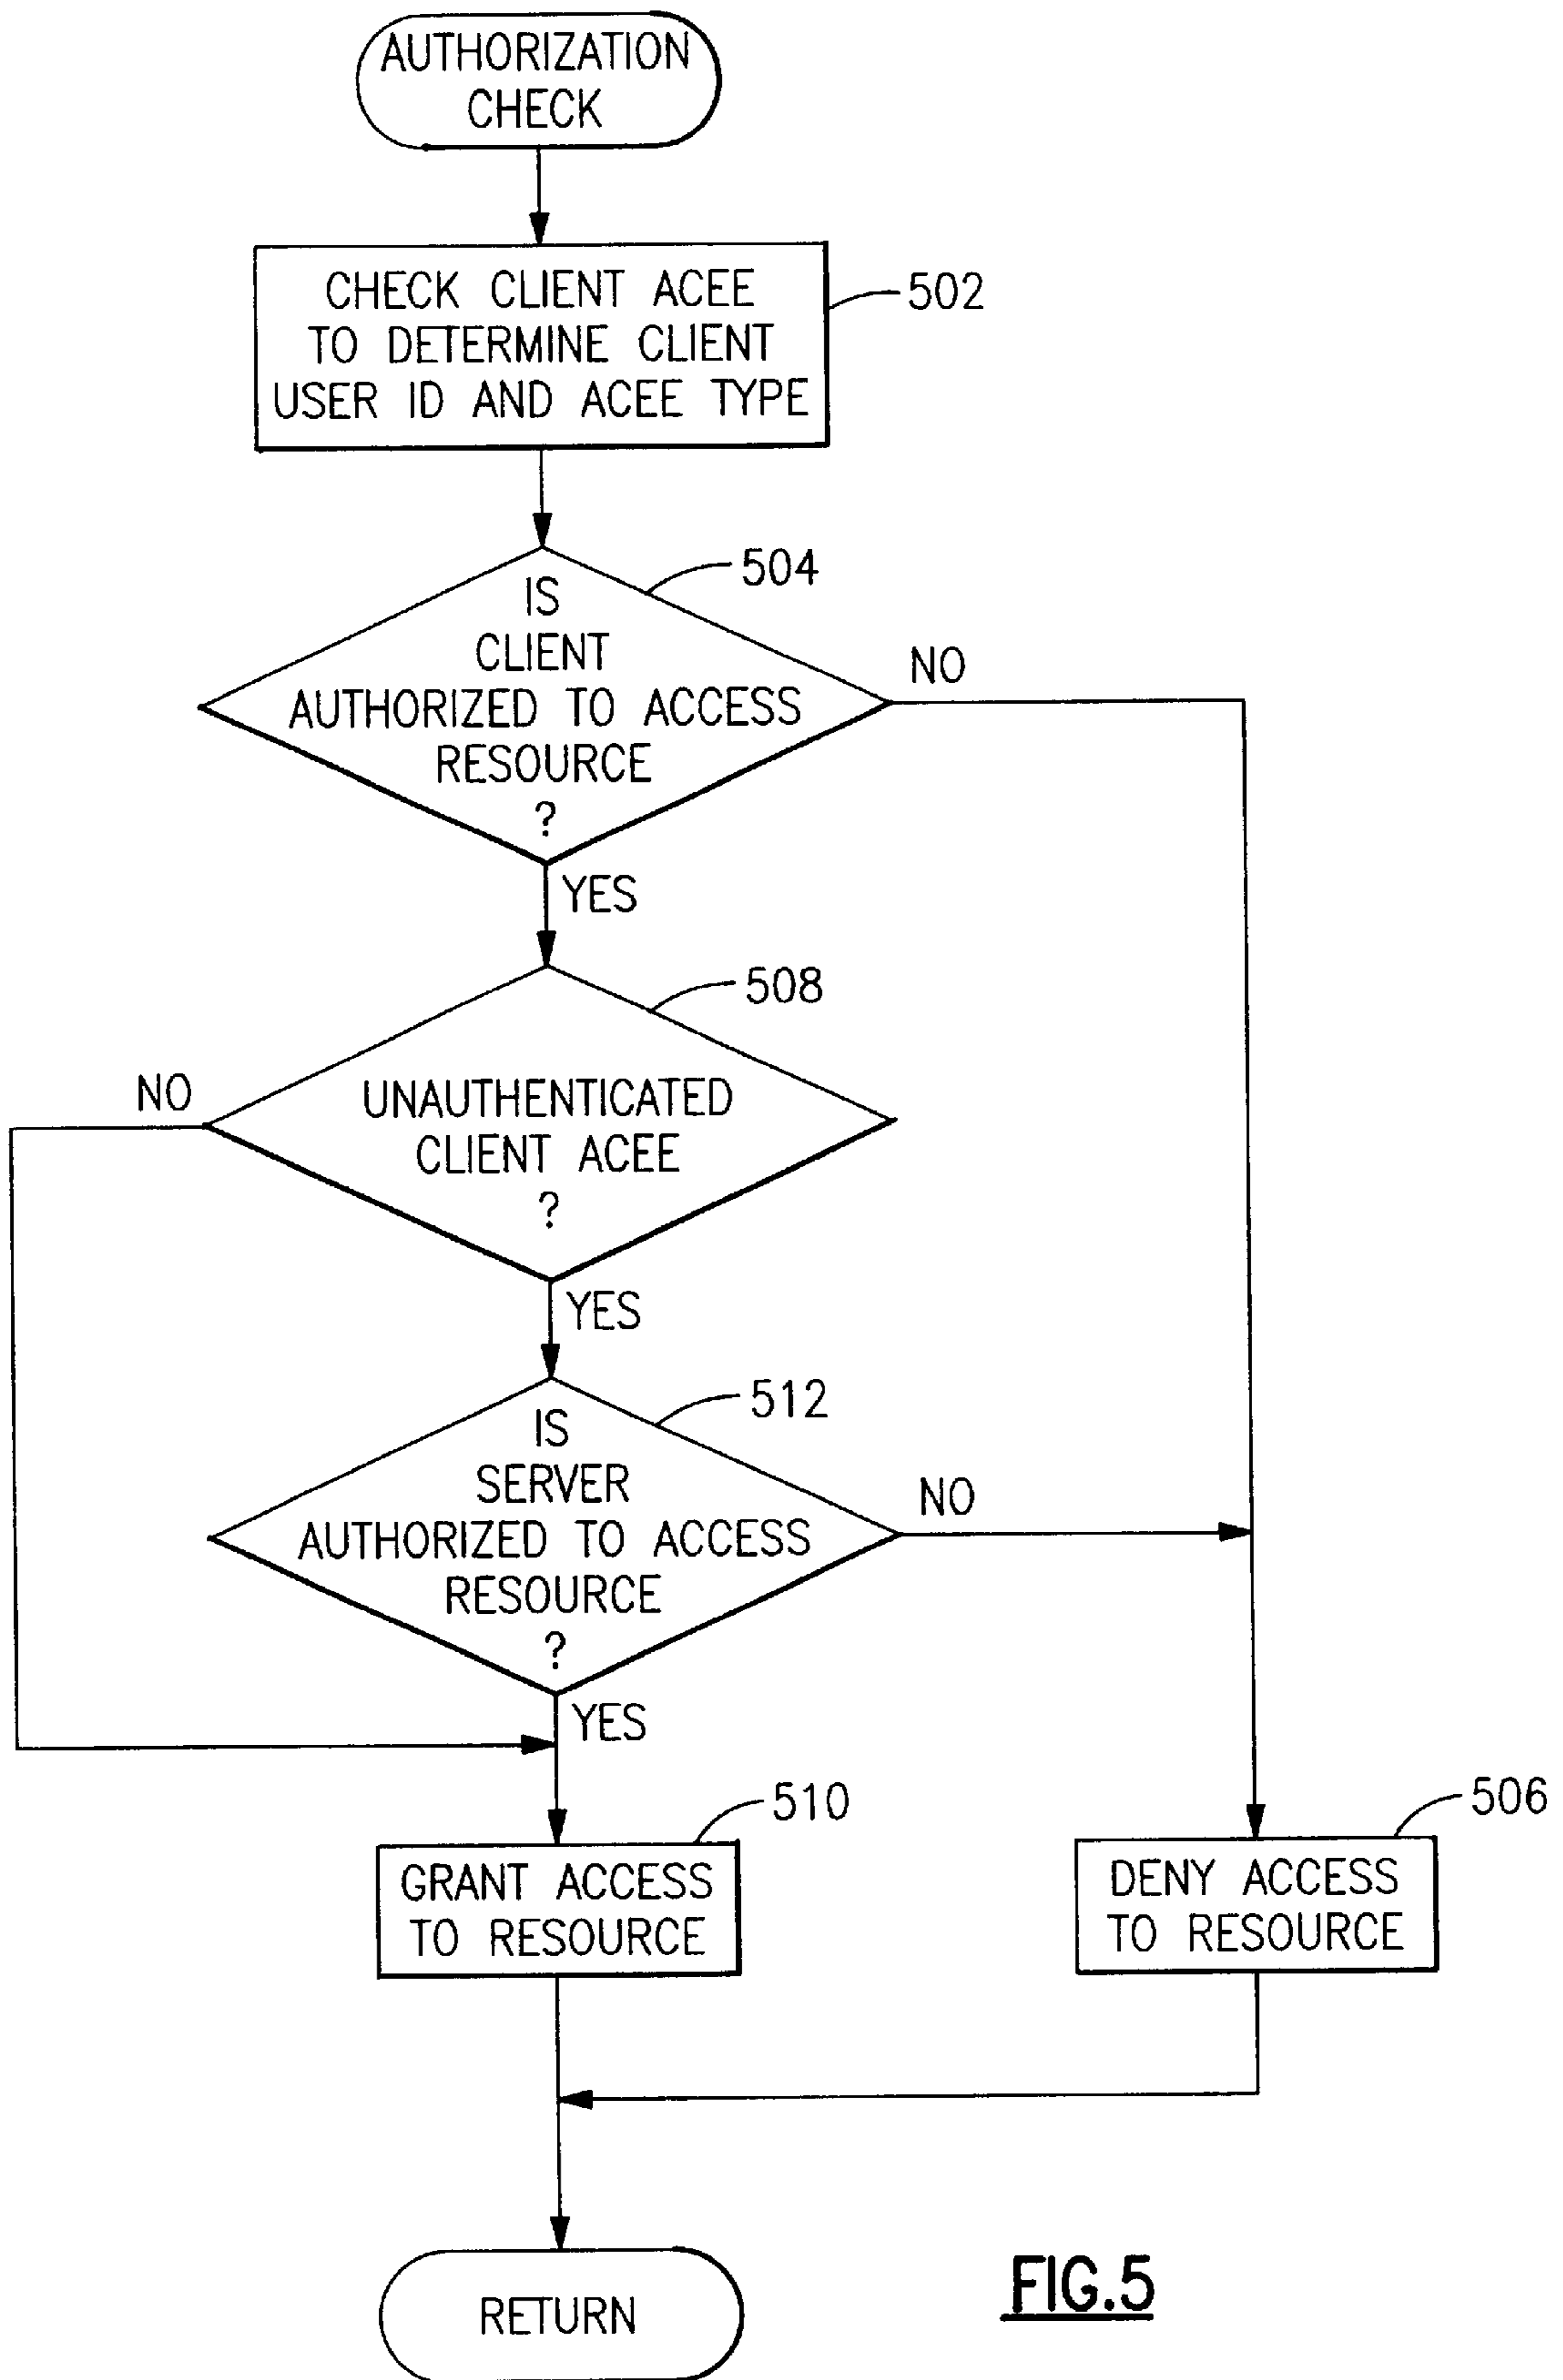 AUTHORIZATION
CHECK
CHECK CLIENT ACEE
TO DETERMINE CLIENT
USER ID AND ACEE TYPE
502
IS
CLIENT
AUTHORIZED TO ACCESS
RESOURCE
?
504
NO
YES
UNAUTHENTICATED
CLIENT ACEE
?
508
NO
YES
IS
SERVER
AUTHORIZED TO ACCESS
RESOURCE
?
512
NO
YES
GRANT ACCESS
TO RESOURCE
510
DENY ACCESS
TO RESOURCE
506
RETURN
FIG.5